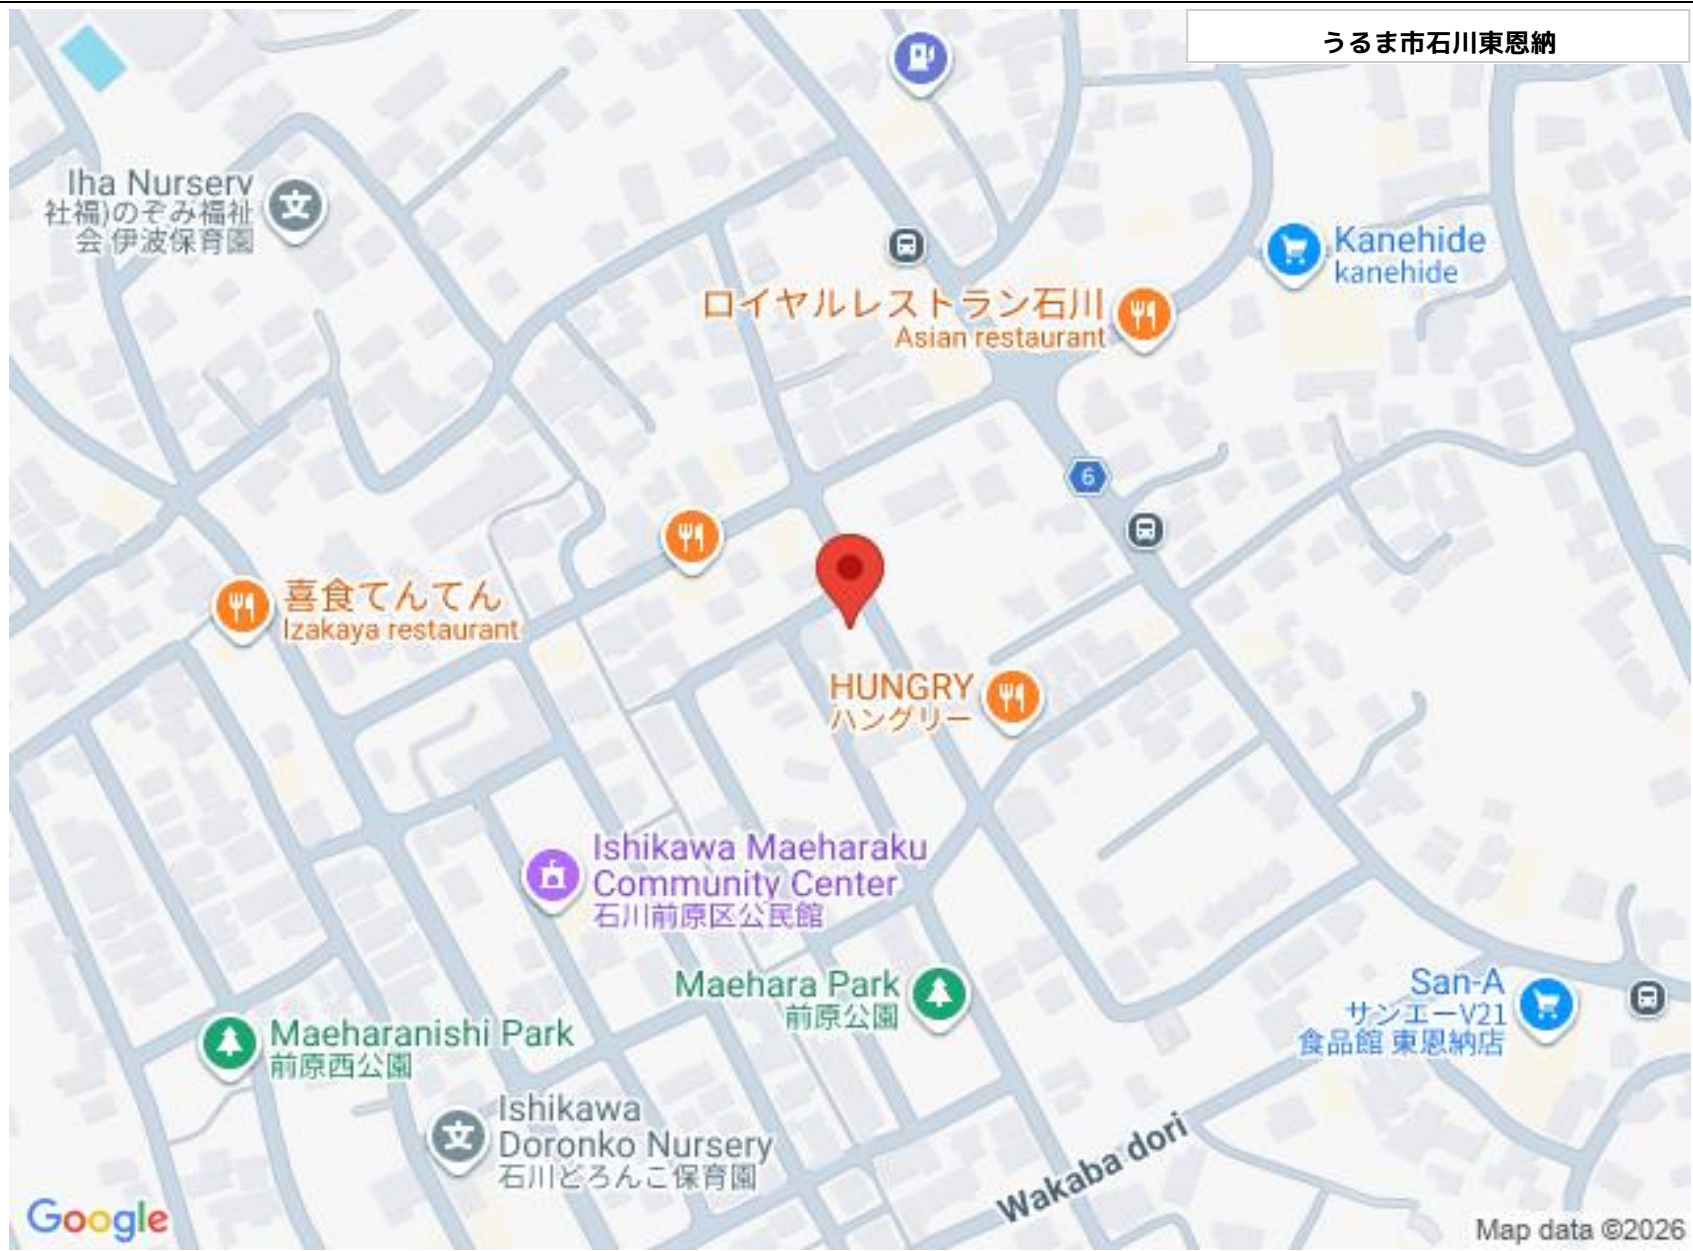 うるま市石川東恩納
Iha Nursery
社福)のぞみ福祉
会 伊波保育園
Kanehide
kanehide
ロイヤルレストラン石川
Asian restaurant
6
喜食てんてん
Izakaya restaurant
HUNGRY
ハングリー
Ishikawa Maeharaku
Community Center
石川前原区公民館
Maehara Park
前原公園
San-A
サンエーV21
食品館 東恩納店
Maeharanishi Park
前原西公園
Ishikawa
Doronko Nursery
石川どろんこ保育園
Wakaba dori
Google
Map data ©2026